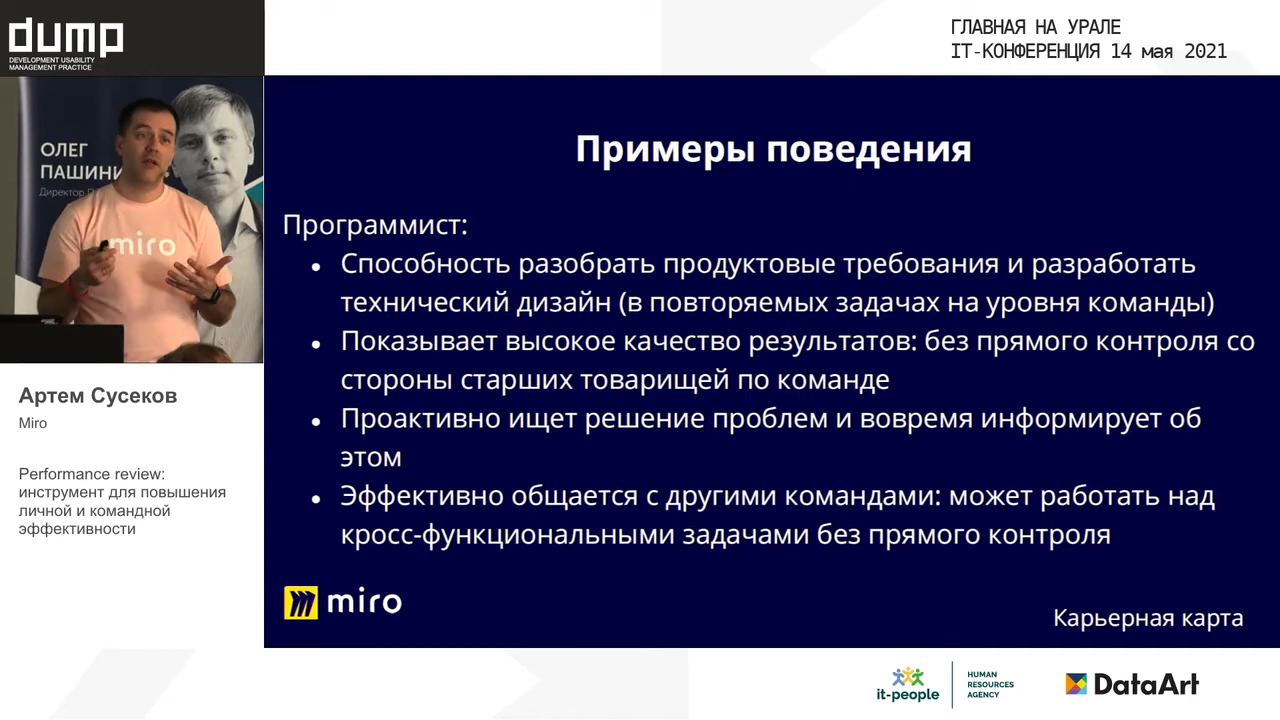 dump
DEVELOPMENT USABILITY
MANAGEMENT PRACTICE
ГЛАВНАЯ НА УРАЛЕ
IT-КОНФЕРЕНЦИЯ 14 мая 2021
ОЛЕГ
ПАШИНИ
Директор
miro
Артем Сусеков
Miro
Performance review:
инструмент для повышения
личной и командной
эффективности
Примеры поведения
Программист:
• Способность разобрать продуктовые требования и разработать
технический дизайн (в повторяемых задачах на уровня команды)
• Показывает высокое качество результатов: без прямого контроля со
стороны старших товарищей по команде
• Проактивно ищет решение проблем и вовремя информирует об
этом
• Эффективно общается с другими командами: может работать над
кросс-функциональными задачами без прямого контроля
miro
Карьерная карта
it-people
HUMAN
RESOURCES
AGENCY
DataArt